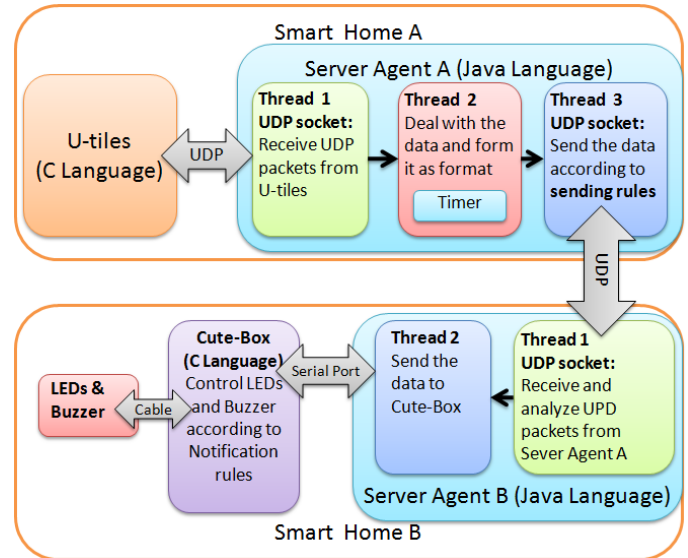 Smart Home A
Server Agent A (Java Language)
U-tiles
(C Language)
UDP
Thread 1
UDP socket:
Receive UDP
packets from
U-tiles
Thread 2
Deal with the
data and form
it as format
Timer
Thread 3
UDP socket:
Send the data
according to
sending rules
UDP
LEDs &
Buzzer
Cable
Cute-Box
(C Language)
Control LEDs
and Buzzer
according to
Notification
rules
Serial Port
Thread 2
Send the
data to
Cute-Box
Thread 1
UDP socket:
Receive and
analyze UPD
packets from
Sever Agent A
Server Agent B (Java Language)
Smart Home B